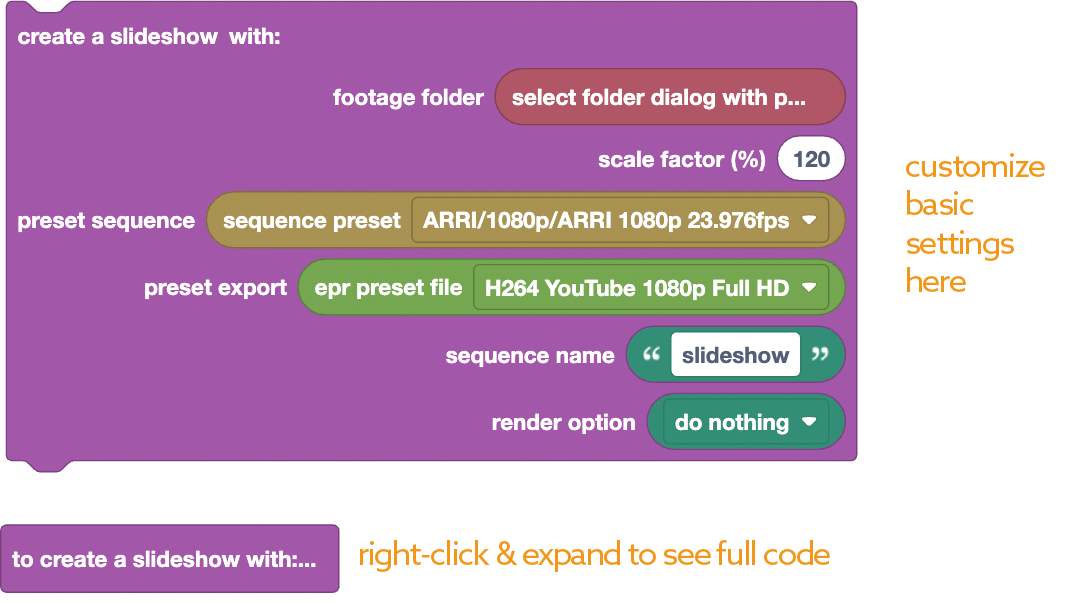 create a slideshow  with:
footage folder select folder dialog with p...
scale factor (%) 120
preset sequence sequence preset ARRI/1080p/ARRI 1080p 23.976fps
preset export epr preset file H264 YouTube 1080p Full HD
sequence name “ slideshow ”
render option do nothing
customize
basic
settings
here
to create a slideshow with:...
right-click & expand to see full code